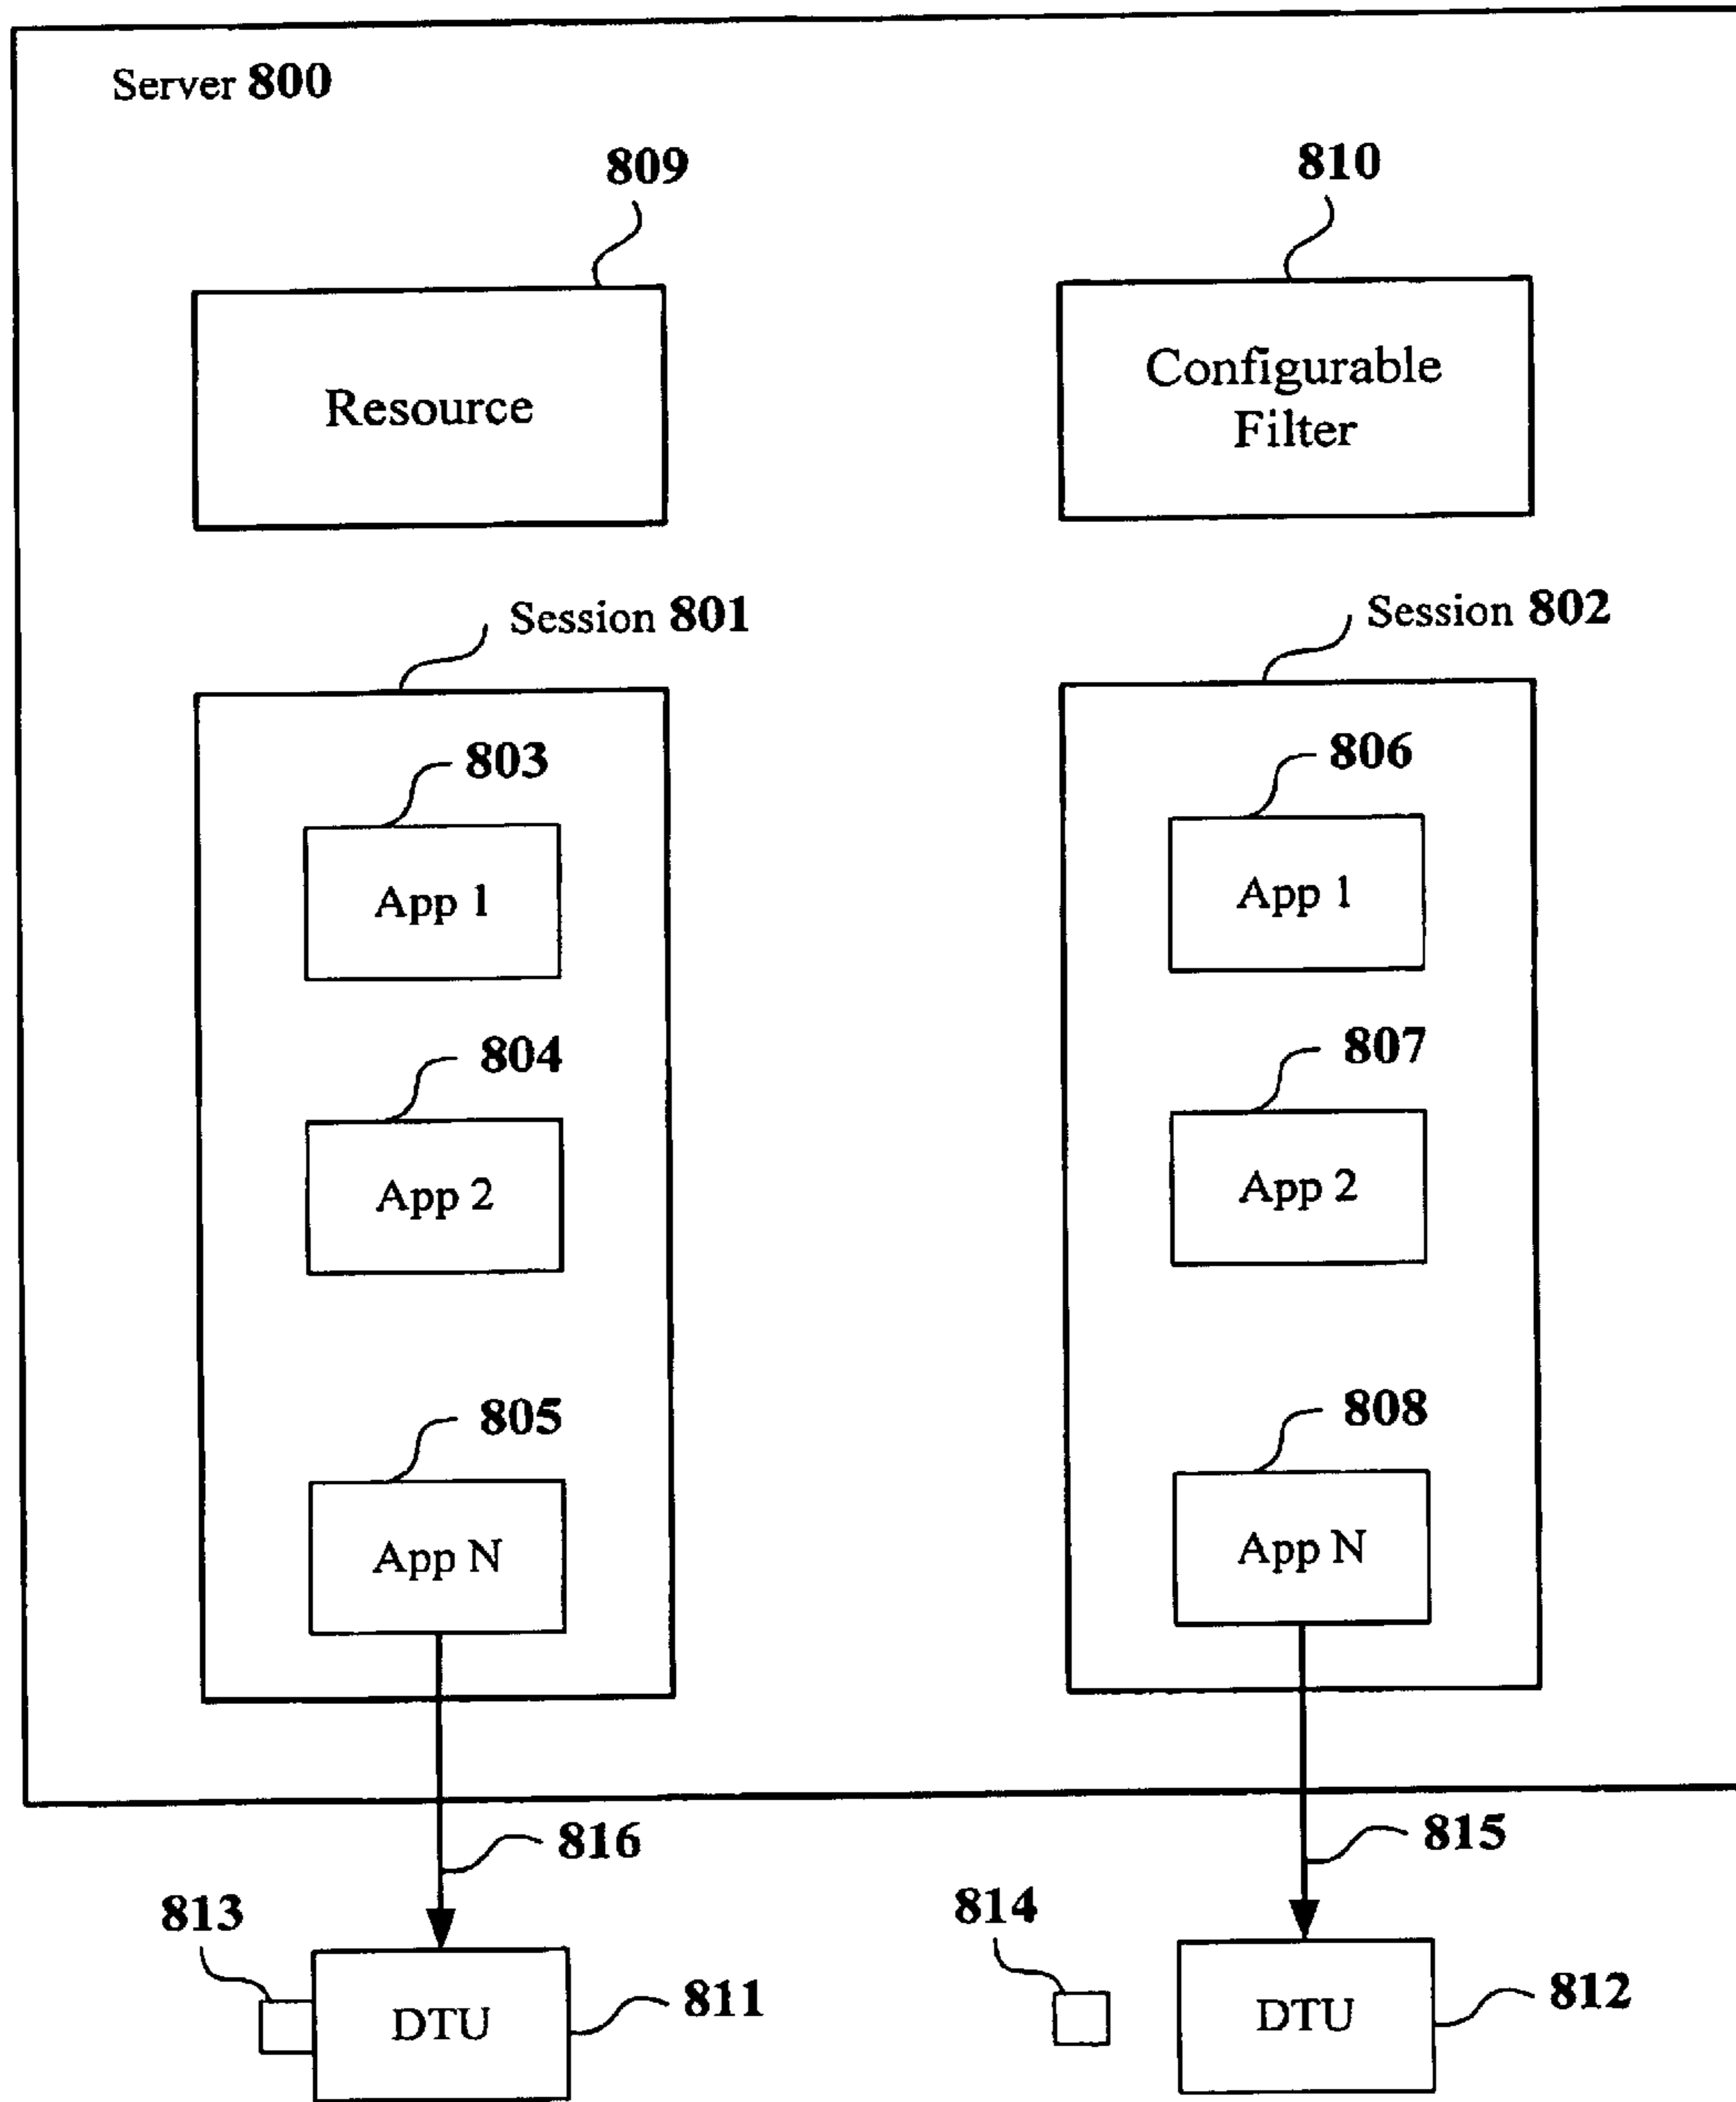 Server 800
809
810
Resource
Configurable
Filter
Session 801
Session 802
803
806
App 1
App 1
804
807
App 2
App 2
805
808
App N
App N
816
815
813
814
DTU
811
DTU
812